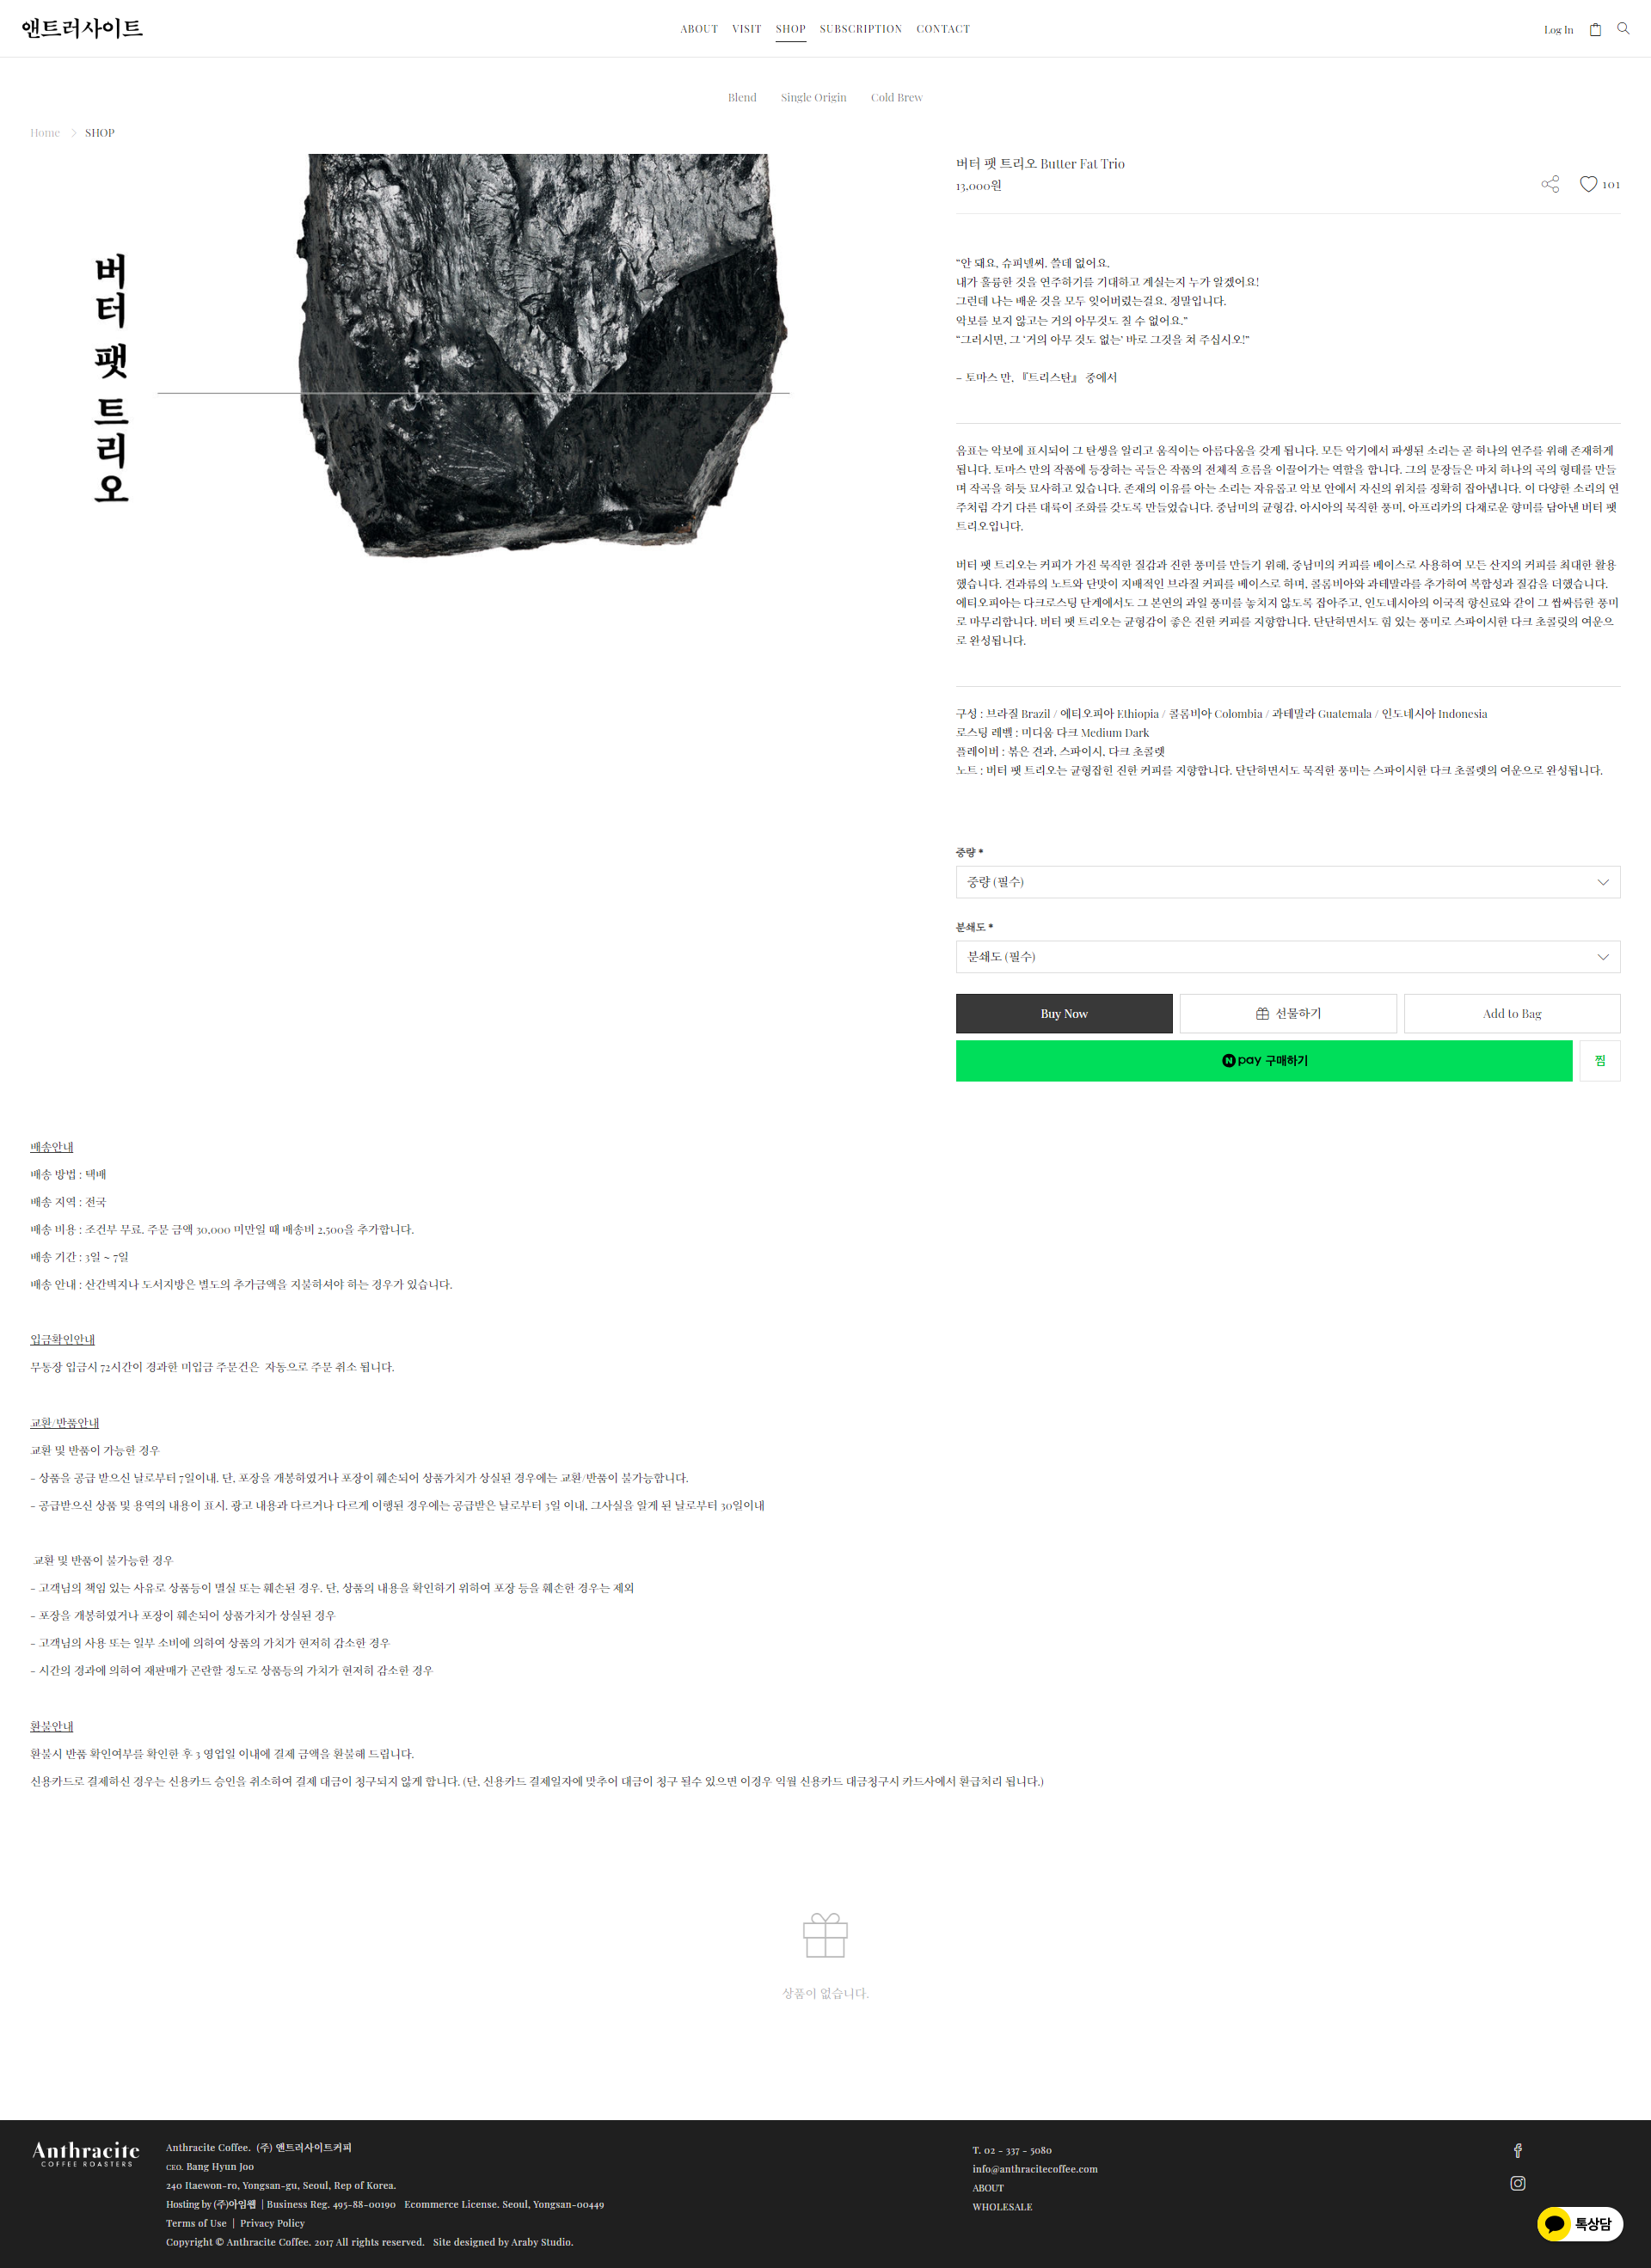 앤트러사이트
ABOUT VISIT SHOP SUBSCRIPTION CONTACT
Log In
Blend Single Origin Cold Brew
Home > SHOP
버터 팻 트리오
버터 팻 트리오 Butter Fat Trio
13,000원
101
“안 돼요, 슈피넬씨. 쓸데 없어요.
내가 훌륭한 것을 연주하기를 기대하고 계실는지 누가 알겠어요!
그런데 나는 배운 것을 모두 잊어버렸는걸요. 정말입니다.
악보를 보지 않고는 거의 아무것도 칠 수 없어요.”
“그러시면, 그 ‘거의 아무 것도 없는’ 바로 그것을 쳐 주십시오!”
– 토마스 만, 『트리스탄』 중에서
음표는 악보에 표시되어 그 탄생을 알리고 움직이는 아름다움을 갖게 됩니다. 모든 악기에서 파생된 소리는 곧 하나의 연주를 위해 존재하게
됩니다. 토마스 만의 작품에 등장하는 곡들은 작품의 전체적 흐름을 이끌어가는 역할을 합니다. 그의 문장들은 마치 하나의 곡의 형태를 만들
며 작곡을 하듯 묘사하고 있습니다. 존재의 이유를 아는 소리는 자유롭고 악보 안에서 자신의 위치를 정확히 잡아냅니다. 이 다양한 소리의 연
주처럼 각기 다른 대륙이 조화를 갖도록 만들었습니다. 중남미의 균형감, 아시아의 묵직한 풍미, 아프리카의 다채로운 향미를 담아낸 버터 팻
트리오입니다.
버터 팻 트리오는 커피가 가진 묵직한 질감과 진한 풍미를 만들기 위해, 중남미의 커피를 베이스로 사용하여 모든 산지의 커피를 최대한 활용
했습니다. 견과류의 노트와 단맛이 지배적인 브라질 커피를 베이스로 하며, 콜롬비아와 과테말라를 추가하여 복합성과 질감을 더했습니다.
에티오피아는 다크로스팅 단계에서도 그 본연의 과일 풍미를 놓치지 않도록 잡아주고, 인도네시아의 이국적 향신료와 같이 그 쌉싸름한 풍미
로 마무리합니다. 버터 팻 트리오는 균형감이 좋은 진한 커피를 지향합니다. 단단하면서도 힘 있는 풍미로 스파이시한 다크 초콜릿의 여운으
로 완성됩니다.
구성 : 브라질 Brazil / 에티오피아 Ethiopia / 콜롬비아 Colombia / 과테말라 Guatemala / 인도네시아 Indonesia
로스팅 레벨 : 미디움 다크 Medium Dark
플레이버 : 볶은 견과, 스파이시, 다크 초콜렛
노트 : 버터 팻 트리오는 균형잡힌 진한 커피를 지향합니다. 단단하면서도 묵직한 풍미는 스파이시한 다크 초콜렛의 여운으로 완성됩니다.
중량 *
중량 (필수)
분쇄도 *
분쇄도 (필수)
Buy Now 선물하기 Add to Bag
N pay 구매하기 찜
배송안내
배송 방법 : 택배
배송 지역 : 전국
배송 비용 : 조건부 무료. 주문 금액 30,000 미만일 때 배송비 2,500을 추가합니다.
배송 기간 : 3일 ~ 7일
배송 안내 : 산간벽지나 도서지방은 별도의 추가금액을 지불하셔야 하는 경우가 있습니다.
입금확인안내
무통장 입금시 72시간이 경과한 미입금 주문건은 자동으로 주문 취소 됩니다.
교환/반품안내
교환 및 반품이 가능한 경우
- 상품을 공급 받으신 날로부터 7일이내. 단, 포장을 개봉하였거나 포장이 훼손되어 상품가치가 상실된 경우에는 교환/반품이 불가능합니다.
- 공급받으신 상품 및 용역의 내용이 표시. 광고 내용과 다르거나 다르게 이행된 경우에는 공급받은 날로부터 3일 이내, 그사실을 알게 된 날로부터 30일이내
교환 및 반품이 불가능한 경우
- 고객님의 책임 있는 사유로 상품등이 멸실 또는 훼손된 경우. 단, 상품의 내용을 확인하기 위하여 포장 등을 훼손한 경우는 제외
- 포장을 개봉하였거나 포장이 훼손되어 상품가치가 상실된 경우
- 고객님의 사용 또는 일부 소비에 의하여 상품의 가치가 현저히 감소한 경우
- 시간의 경과에 의하여 재판매가 곤란할 정도로 상품등의 가치가 현저히 감소한 경우
환불안내
환불시 반품 확인여부를 확인한 후 3 영업일 이내에 결제 금액을 환불해 드립니다.
신용카드로 결제하신 경우는 신용카드 승인을 취소하여 결제 대금이 청구되지 않게 합니다. (단, 신용카드 결제일자에 맞추어 대금이 청구 될수 있으면 이경우 익월 신용카드 대금청구시 카드사에서 환급처리 됩니다.)
상품이 없습니다.
Anthracite
COFFEE ROASTERS
Anthracite Coffee. (주) 앤트러사이트커피
CEO. Bang Hyun Joo
240 Itaewon-ro, Yongsan-gu, Seoul, Rep of Korea.
Hosting by (주)아임웹 | Business Reg. 495-88-00190 Ecommerce License. Seoul, Yongsan-00449
Terms of Use | Privacy Policy
Copyright © Anthracite Coffee. 2017 All rights reserved. Site designed by Araby Studio.
T. 02 - 337 - 5080
info@anthracitecoffee.com
ABOUT
WHOLESALE
톡상담